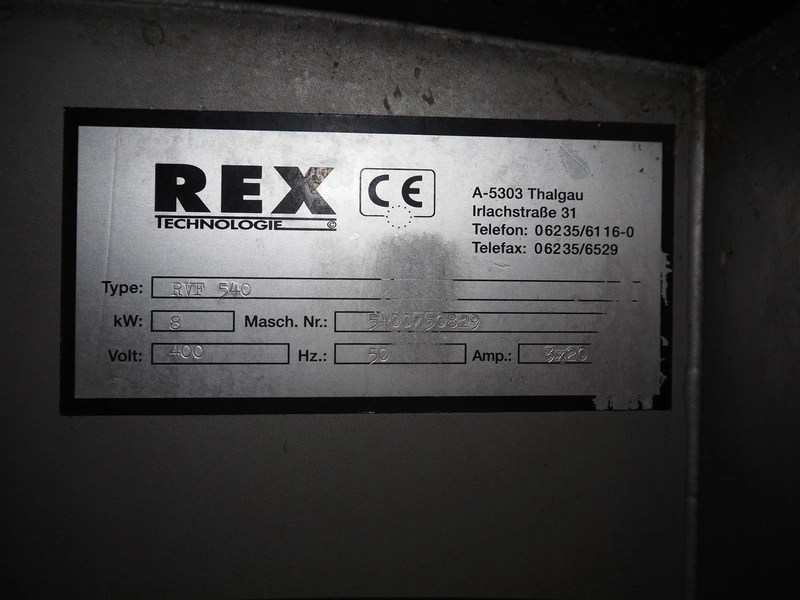 REX
TECHNOLOGIE ©
CE
A-5303 Thalgau
Irlachstraße 31
Telefon: 06235/6116-0
Telefax: 06235/6529
Type: RVF 540
kW: 8 Masch. Nr.: 5400750829
Volt: 400 Hz.: 50 Amp.: 3x20